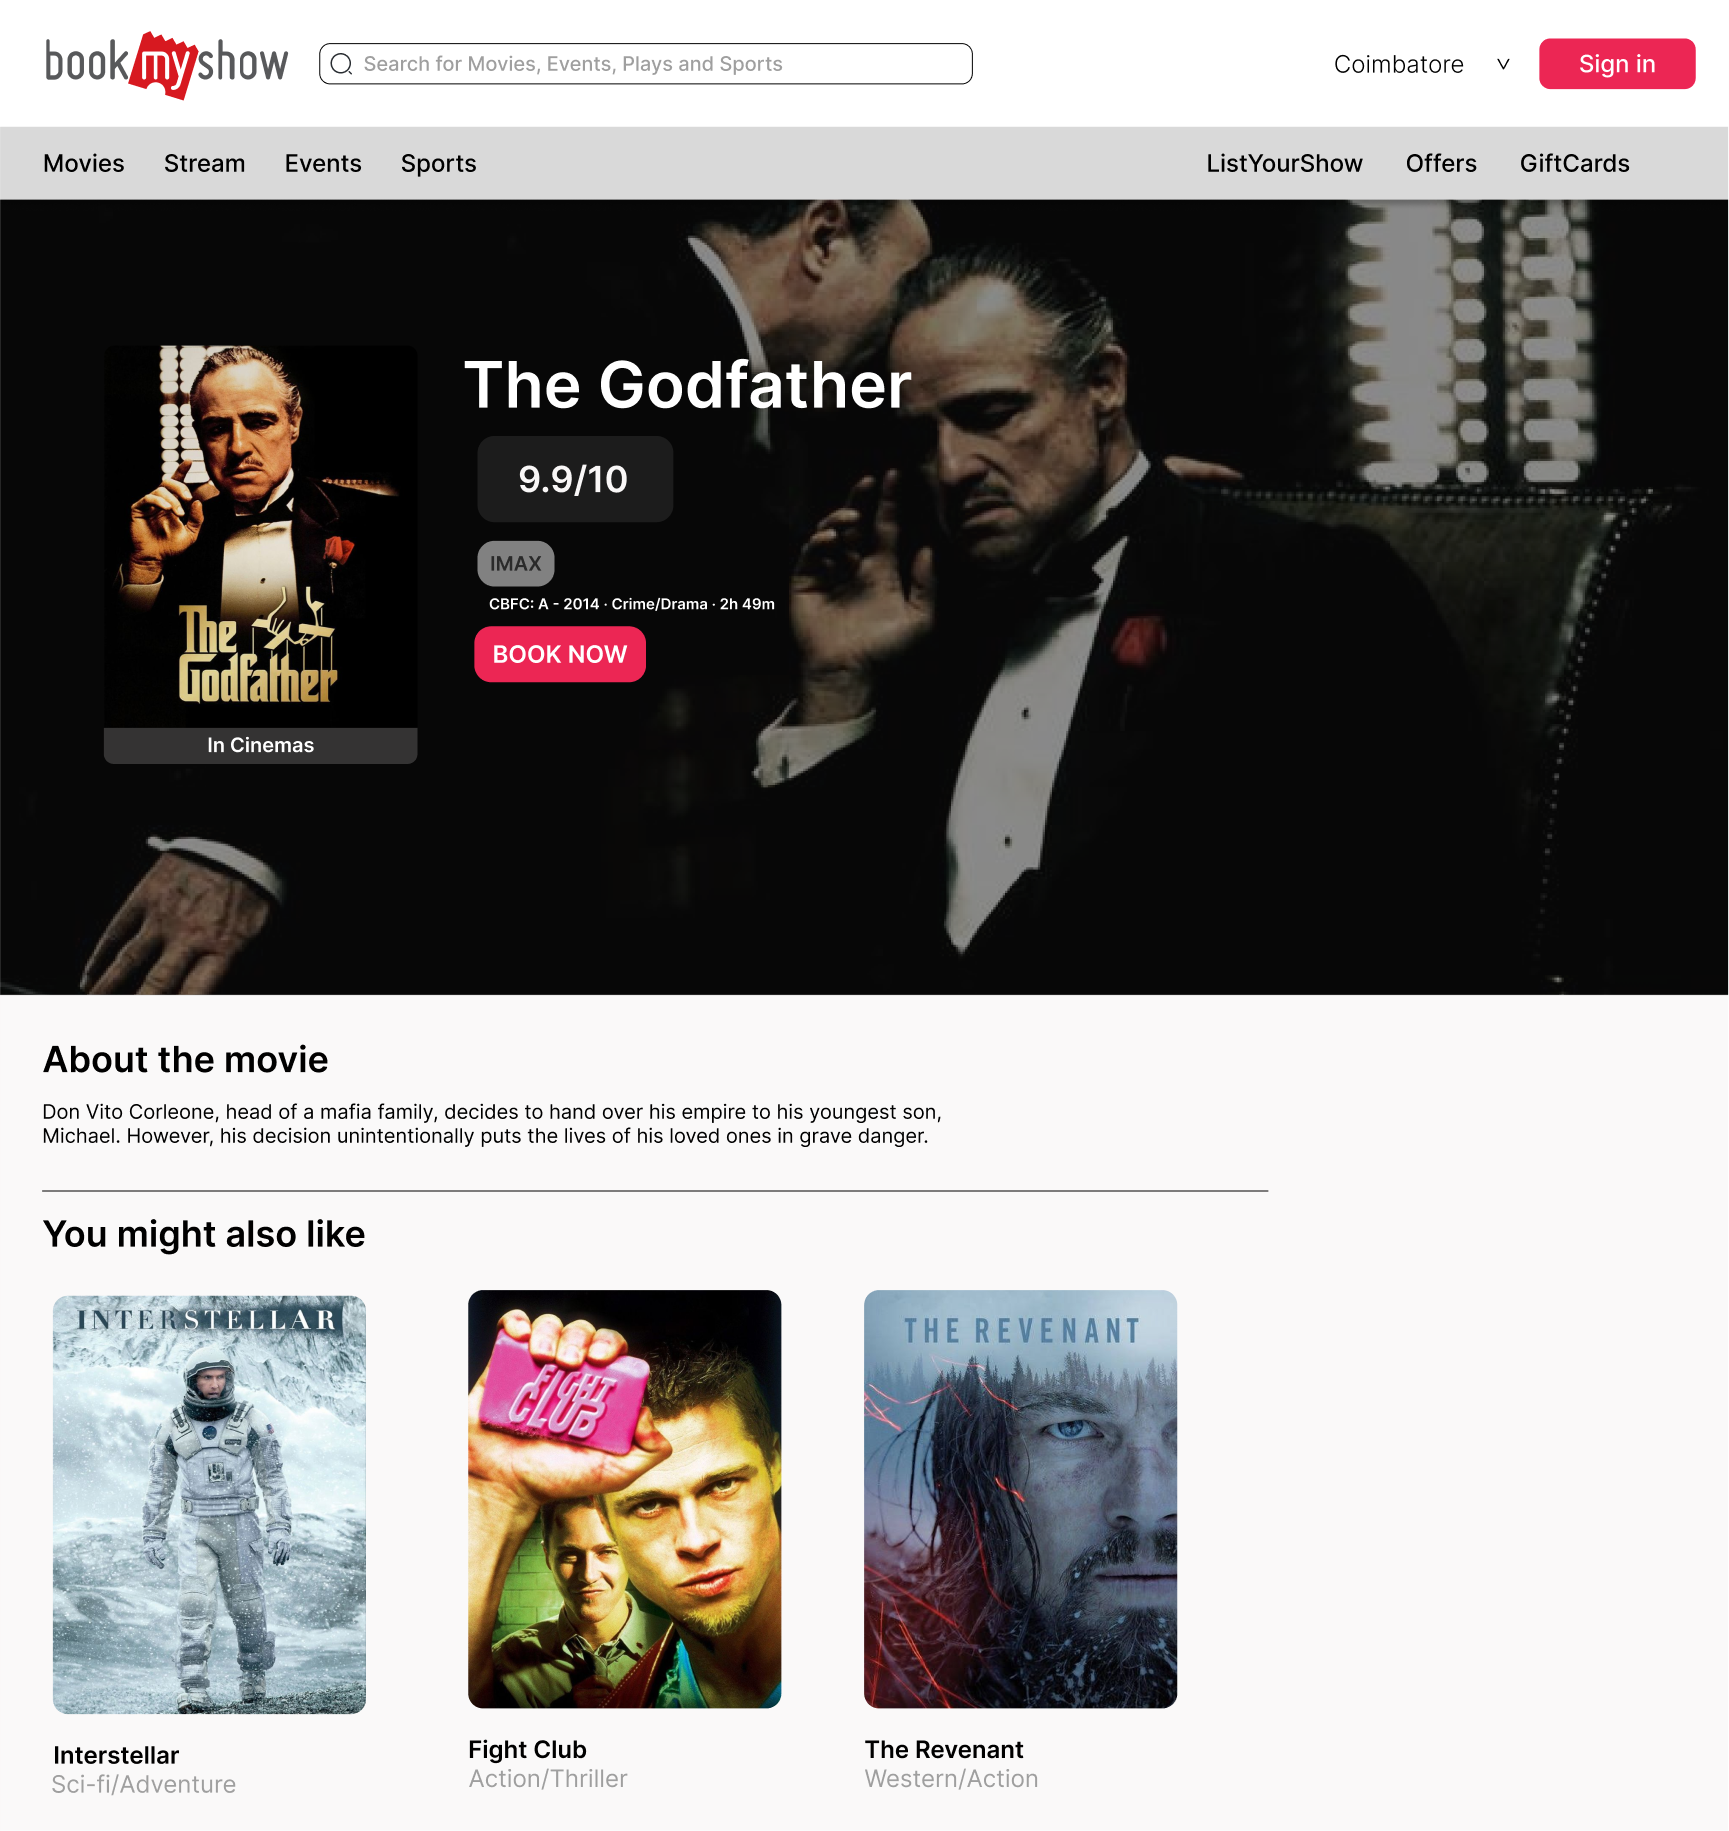 bookmyshow
Search for Movies, Events, Plays and Sports
Coimbatore
Sign in
Movies Stream Events Sports
ListYourShow Offers GiftCards
The Godfather
9.9/10
IMAX
CBFC: A - 2014 · Crime/Drama · 2h 49m
BOOK NOW
The
Godfather
In Cinemas
About the movie
Don Vito Corleone, head of a mafia family, decides to hand over his empire to his youngest son,
Michael. However, his decision unintentionally puts the lives of his loved ones in grave danger.
You might also like
INTERSTELLAR
FIGHT
CLUB
THE REVENANT
Interstellar
Sci-fi/Adventure
Fight Club
Action/Thriller
The Revenant
Western/Action